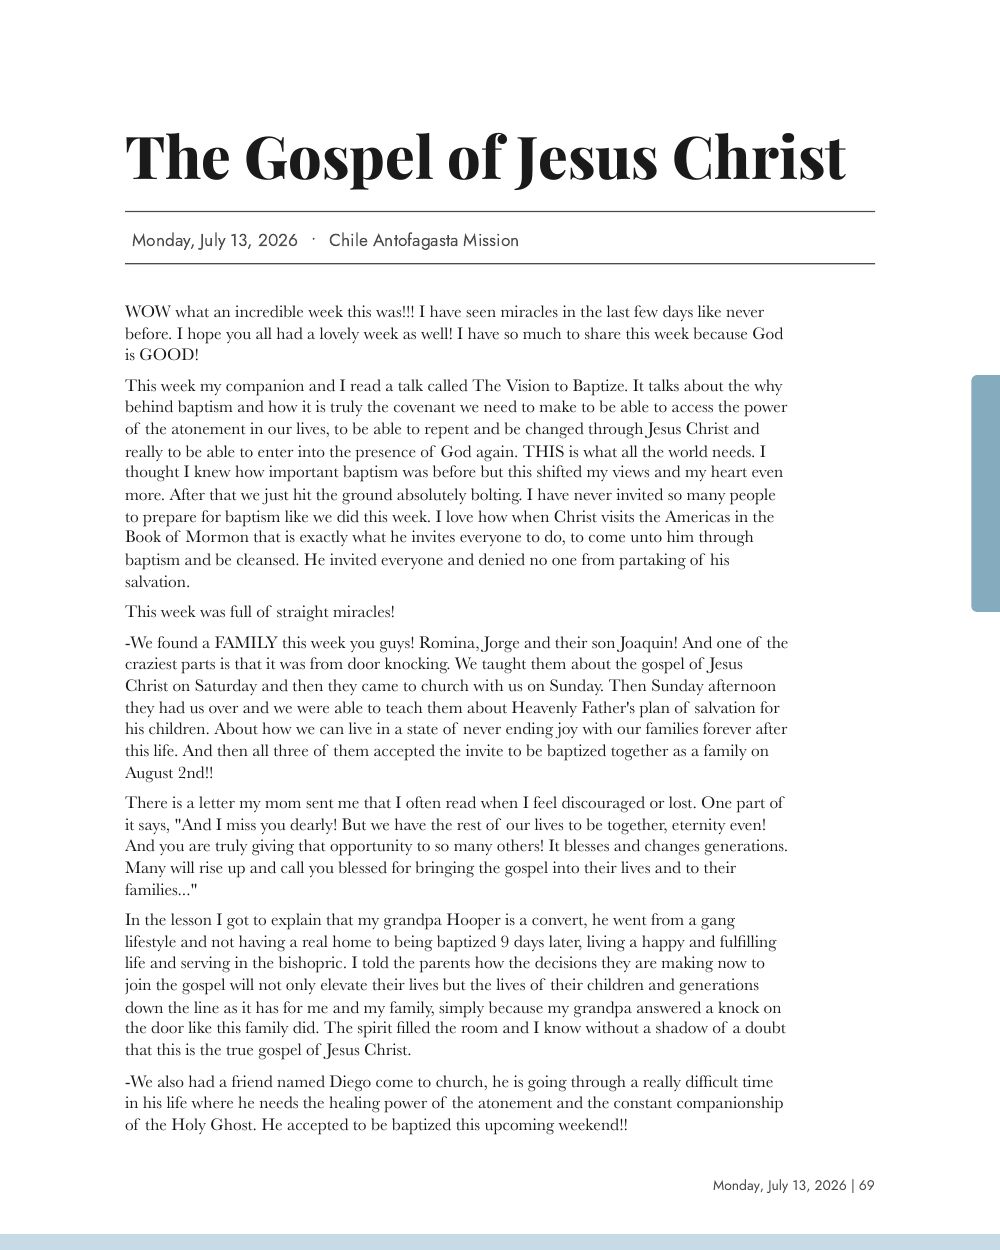 The Gospel of Jesus Christ
Monday, July 13, 2026 · Chile Antofagasta Mission
WOW what an incredible week this was!!! I have seen miracles in the last few days like never
before. I hope you all had a lovely week as well! I have so much to share this week because God
is GOOD!
This week my companion and I read a talk called The Vision to Baptize. It talks about the why
behind baptism and how it is truly the covenant we need to make to be able to access the power
of the atonement in our lives, to be able to repent and be changed through Jesus Christ and
really to be able to enter into the presence of God again. THIS is what all the world needs. I
thought I knew how important baptism was before but this shifted my views and my heart even
more. After that we just hit the ground absolutely bolting. I have never invited so many people
to prepare for baptism like we did this week. I love how when Christ visits the Americas in the
Book of Mormon that is exactly what he invites everyone to do, to come unto him through
baptism and be cleansed. He invited everyone and denied no one from partaking of his
salvation.
This week was full of straight miracles!
-We found a FAMILY this week you guys! Romina, Jorge and their son Joaquin! And one of the
craziest parts is that it was from door knocking. We taught them about the gospel of Jesus
Christ on Saturday and then they came to church with us on Sunday. Then Sunday afternoon
they had us over and we were able to teach them about Heavenly Father's plan of salvation for
his children. About how we can live in a state of never ending joy with our families forever after
this life. And then all three of them accepted the invite to be baptized together as a family on
August 2nd!!
There is a letter my mom sent me that I often read when I feel discouraged or lost. One part of
it says, "And I miss you dearly! But we have the rest of our lives to be together, eternity even!
And you are truly giving that opportunity to so many others! It blesses and changes generations.
Many will rise up and call you blessed for bringing the gospel into their lives and to their
families..."
In the lesson I got to explain that my grandpa Hooper is a convert, he went from a gang
lifestyle and not having a real home to being baptized 9 days later, living a happy and fulfilling
life and serving in the bishopric. I told the parents how the decisions they are making now to
join the gospel will not only elevate their lives but the lives of their children and generations
down the line as it has for me and my family, simply because my grandpa answered a knock on
the door like this family did. The spirit filled the room and I know without a shadow of a doubt
that this is the true gospel of Jesus Christ.
-We also had a friend named Diego come to church, he is going through a really difficult time
in his life where he needs the healing power of the atonement and the constant companionship
of the Holy Ghost. He accepted to be baptized this upcoming weekend!!
Monday, July 13, 2026 | 69